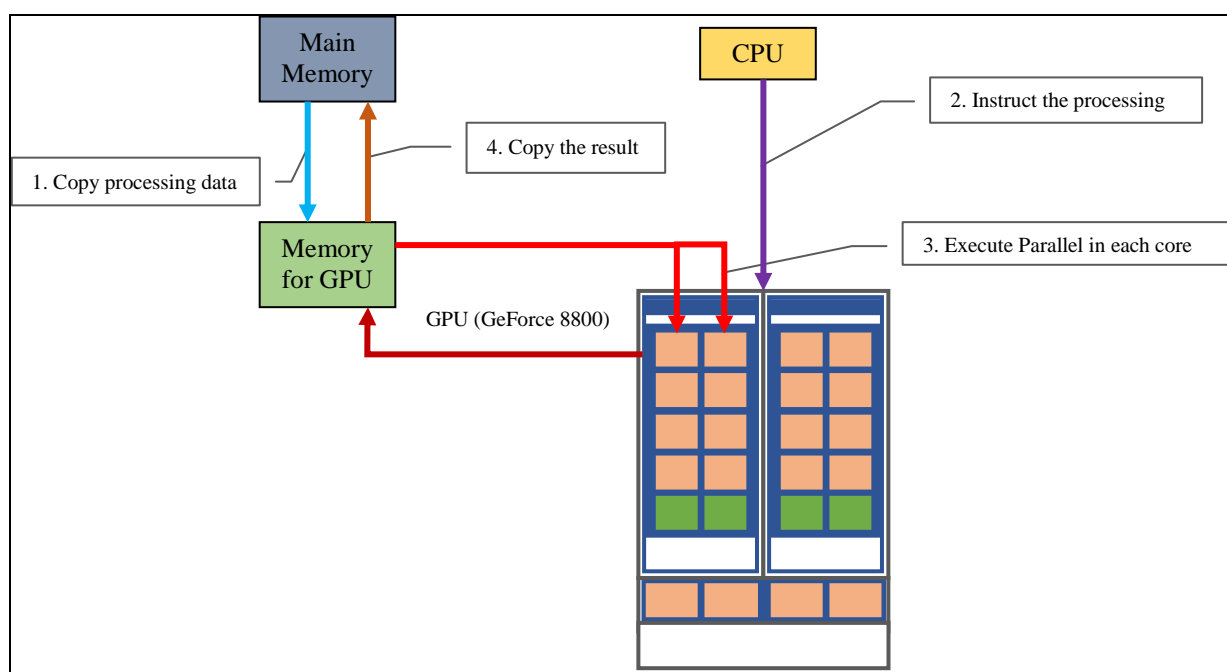 Main
Memory
CPU
2. Instruct the processing
4. Copy the result
1. Copy processing data
Memory
for GPU
3. Execute Parallel in each core
GPU (GeForce 8800)